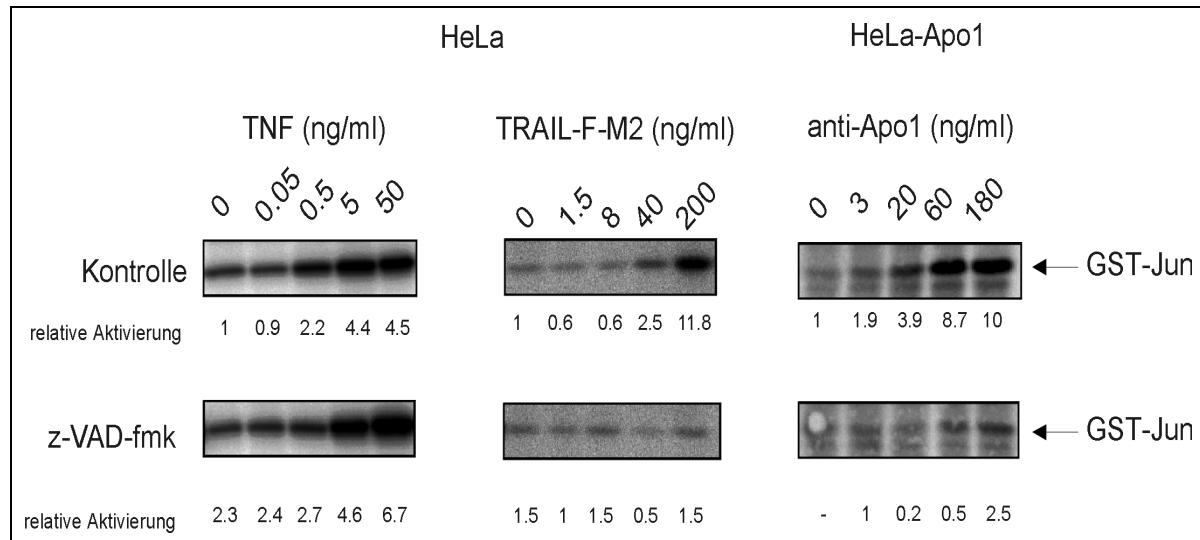 HeLa HeLa-Apo1
TNF (ng/ml) TRAIL-F-M2 (ng/ml) anti-Apo1 (ng/ml)
0 0.05 0.5 5 50 0 1.5 8 40 200 0 3 20 60 180
Kontrolle GST-Jun
relative Aktivierung 1 0.9 2.2 4.4 4.5 1 0.6 0.6 2.5 11.8 1 1.9 3.9 8.7 10
z-VAD-fmk GST-Jun
relative Aktivierung 2.3 2.4 2.7 4.6 6.7 1.5 1 1.5 0.5 1.5 - 1 0.2 0.5 2.5